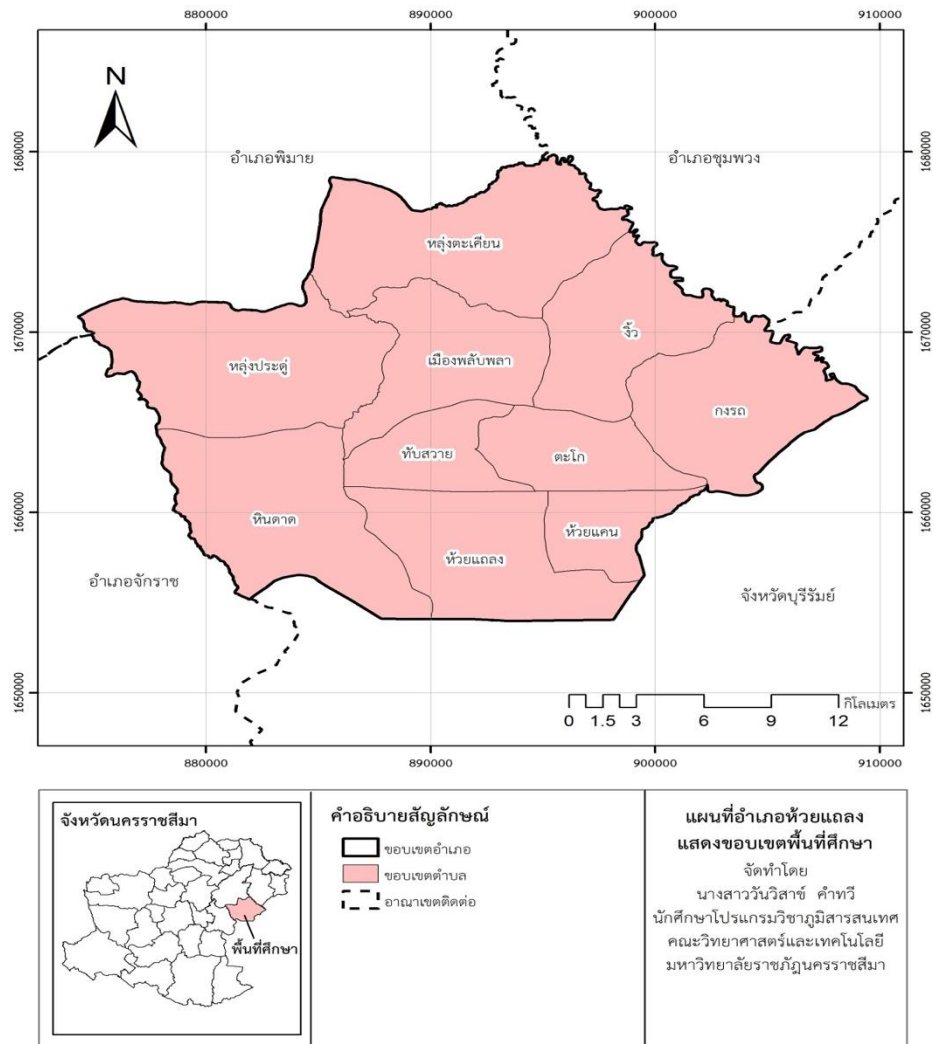 880000 890000 900000 910000
N
1680000 1680000
อำเภอพิมาย อำเภอชุมพวง
หลุ่งตะเคียน
1670000 1670000
งิ้ว
หลุ่งประดู่ เมืองพลับพลา
กงรถ
ทับสวาย ตะโก
1660000 1660000
หินดาด ห้วยแคน
ห้วยแถลง
อำเภอจักราช จังหวัดบุรีรัมย์
1650000 1650000
กิโลเมตร
0 1.5 3 6 9 12
880000 890000 900000 910000
จังหวัดนครราชสีมา
พื้นที่ศึกษา
คำอธิบายสัญลักษณ์
ขอบเขตอำเภอ
ขอบเขตตำบล
อาณาเขตติดต่อ
แผนที่อำเภอห้วยแถลง
แสดงขอบเขตพื้นที่ศึกษา
จัดทำโดย
นางสาววันวิสาข์ คำทวี
นักศึกษาโปรแกรมวิชาภูมิสารสนเทศ
คณะวิทยาศาสตร์และเทคโนโลยี
มหาวิทยาลัยราชภัฏนครราชสีมา